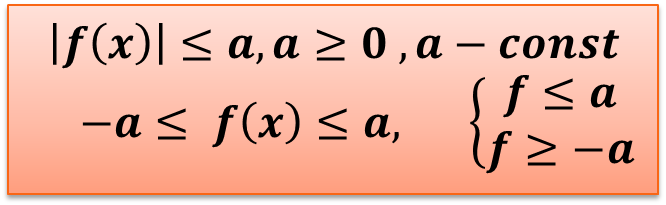 |f(x)| ≤ a, a ≥ 0 , a − const
−a ≤ f(x) ≤ a, { f ≤ a
f ≥ −a